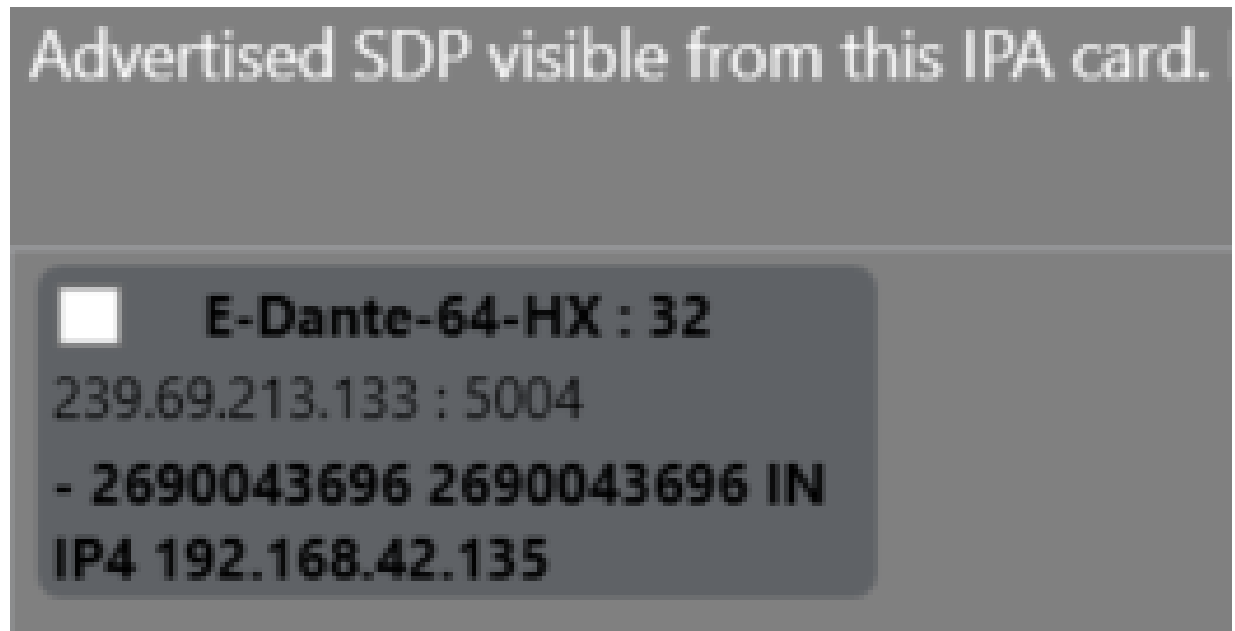 Advertised SDP visible from this IPA card.
E-Dante-64-HX : 32
239.69.213.133 : 5004
- 2690043696 2690043696 IN
IP4 192.168.42.135